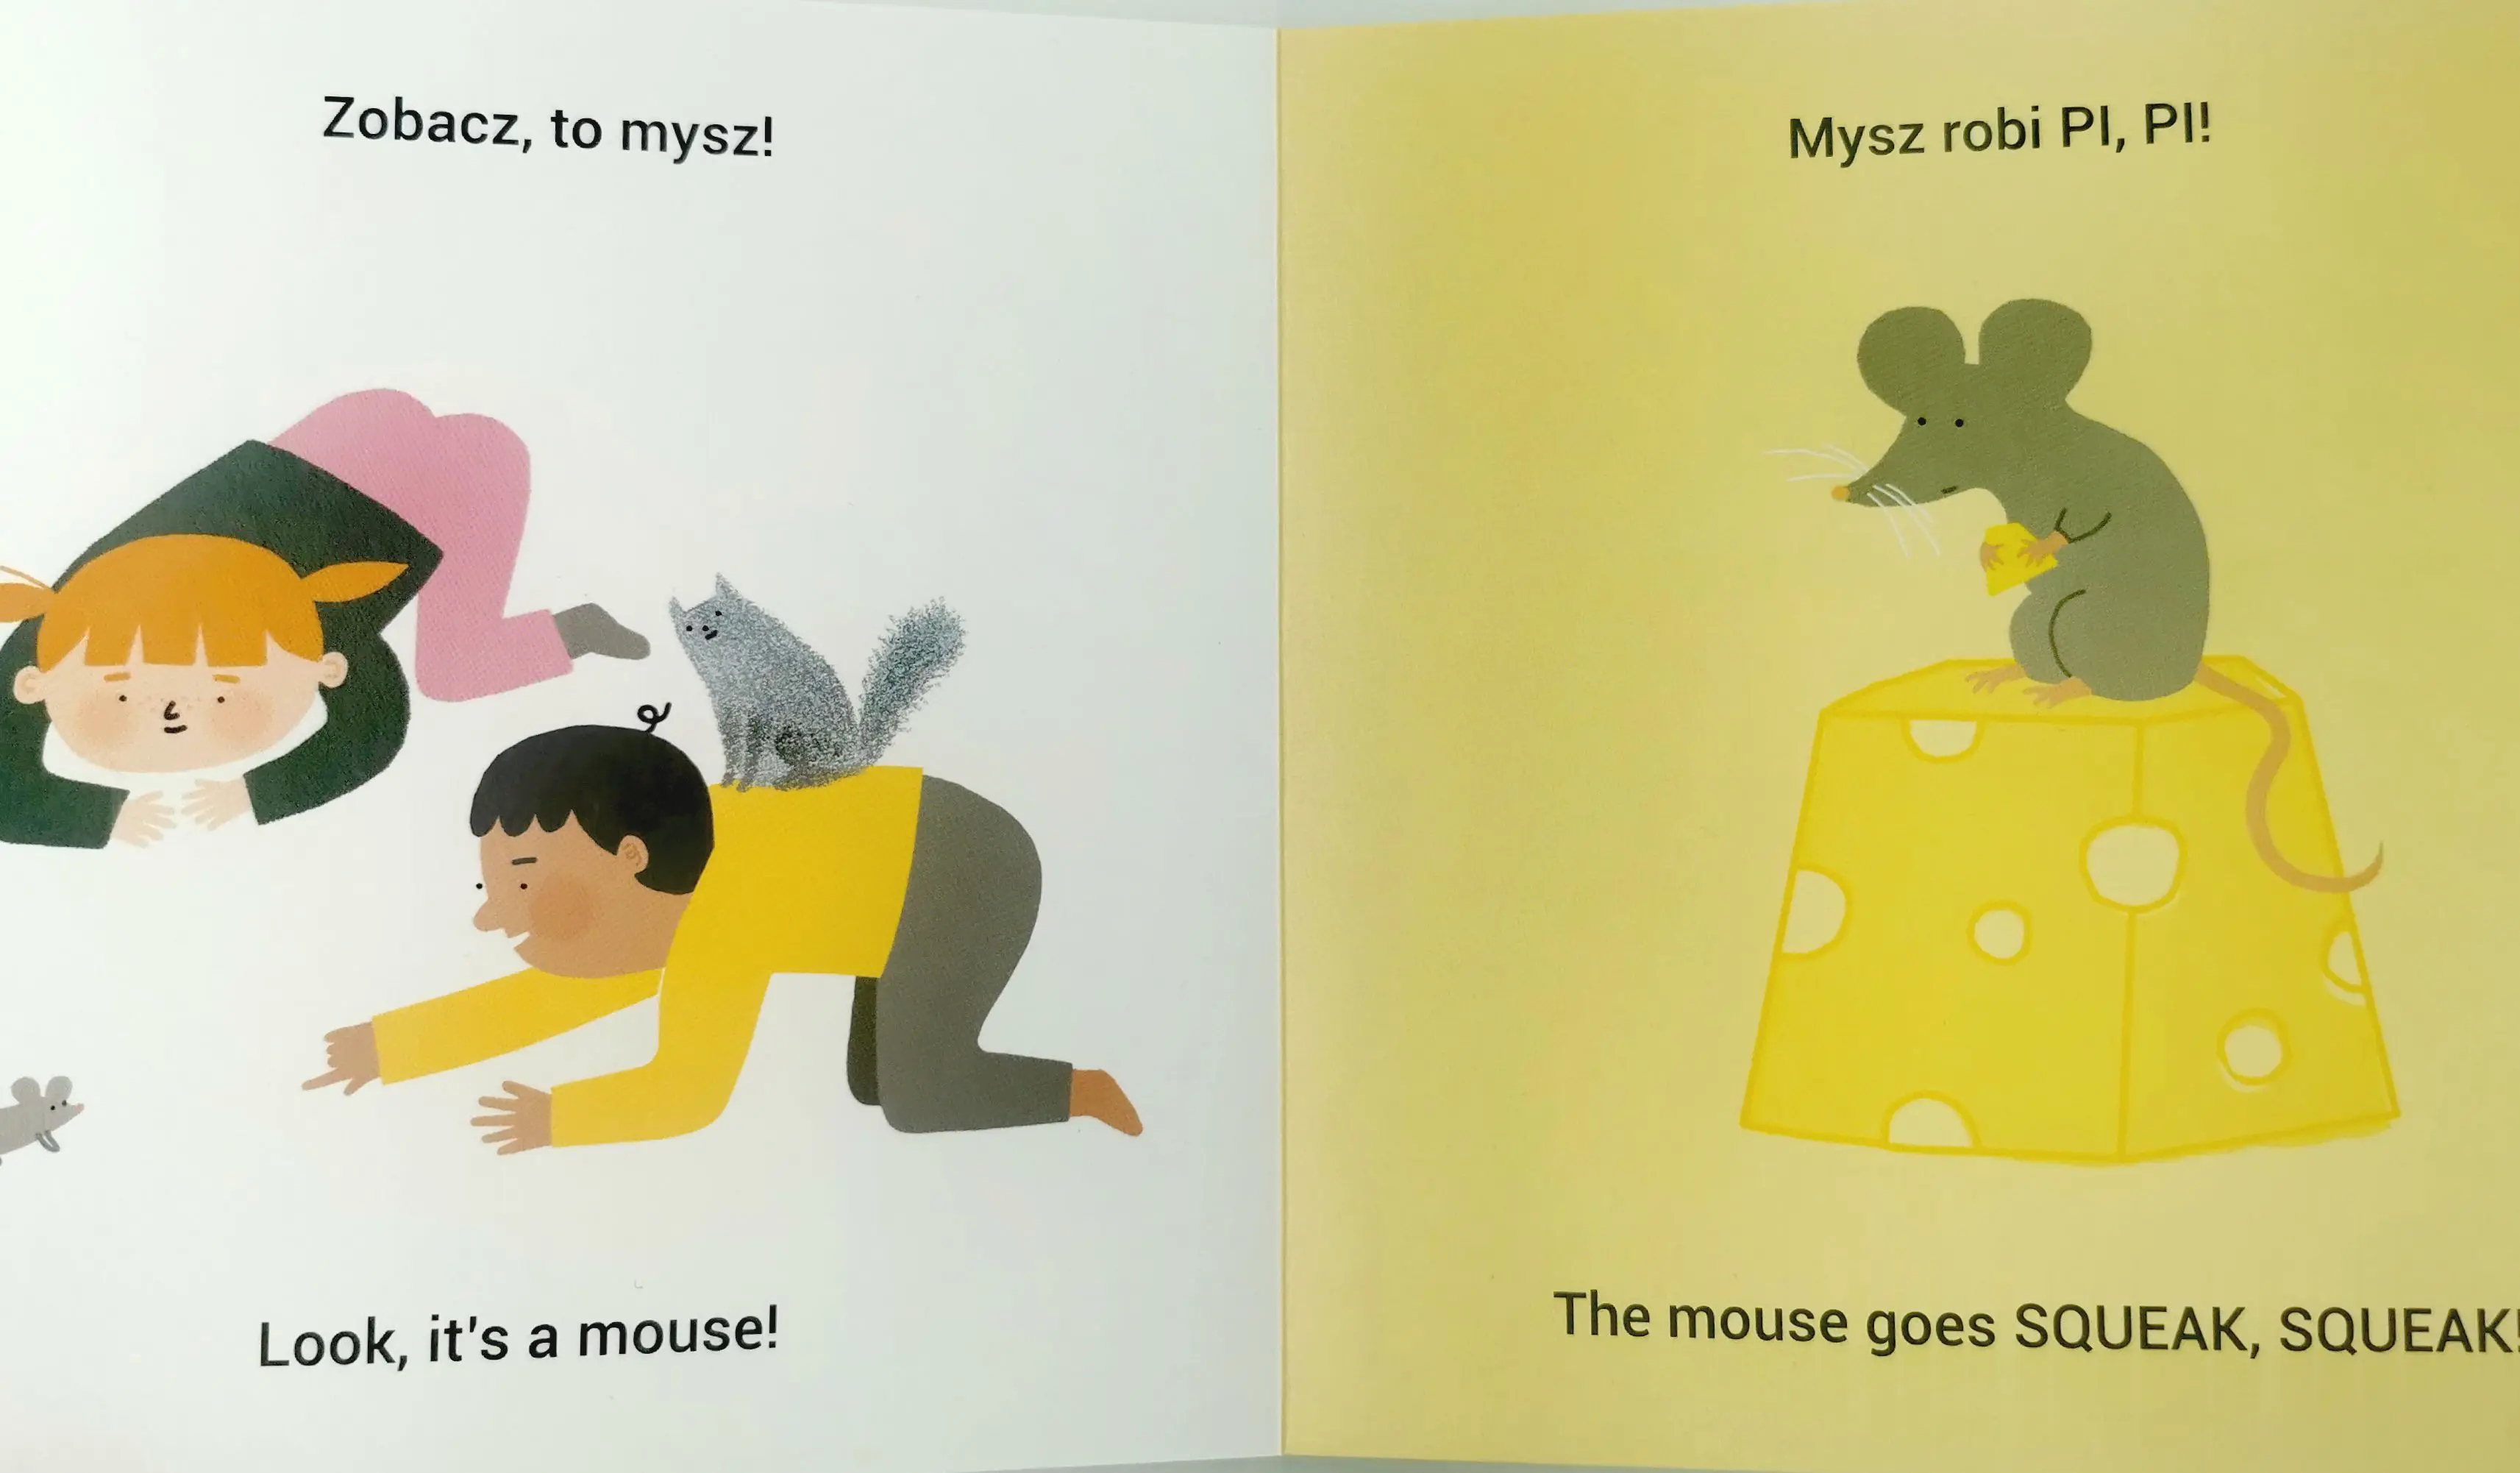 Zobacz, to mysz!
Look, it's a mouse!
Mysz robi PI, PI!
The mouse goes SQUEAK, SQUEAK!